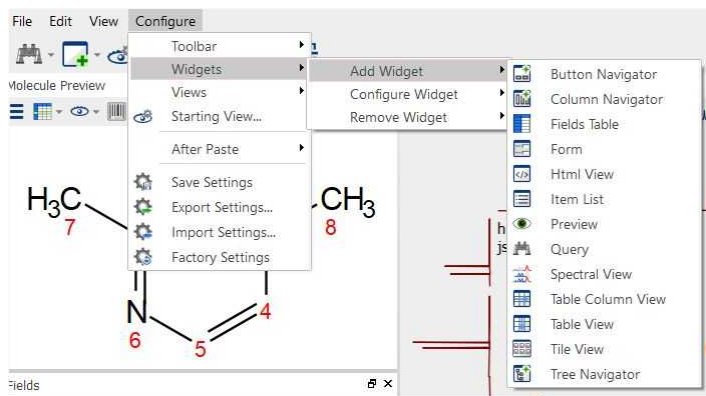 File Edit View Configure
Toolbar
Widgets
Views
Starting View...
After Paste
Save Settings
Export Settings...
Import Settings...
Factory Settings
Add Widget
Configure Widget
Remove Widget
Button Navigator
Column Navigator
Fields Table
Form
Html View
Item List
Preview
Query
Spectral View
Table Column View
Table View
Tile View
Tree Navigator
Molecule Preview
H3C
7
CH3
8
N
6
5
4
h
js
Fields